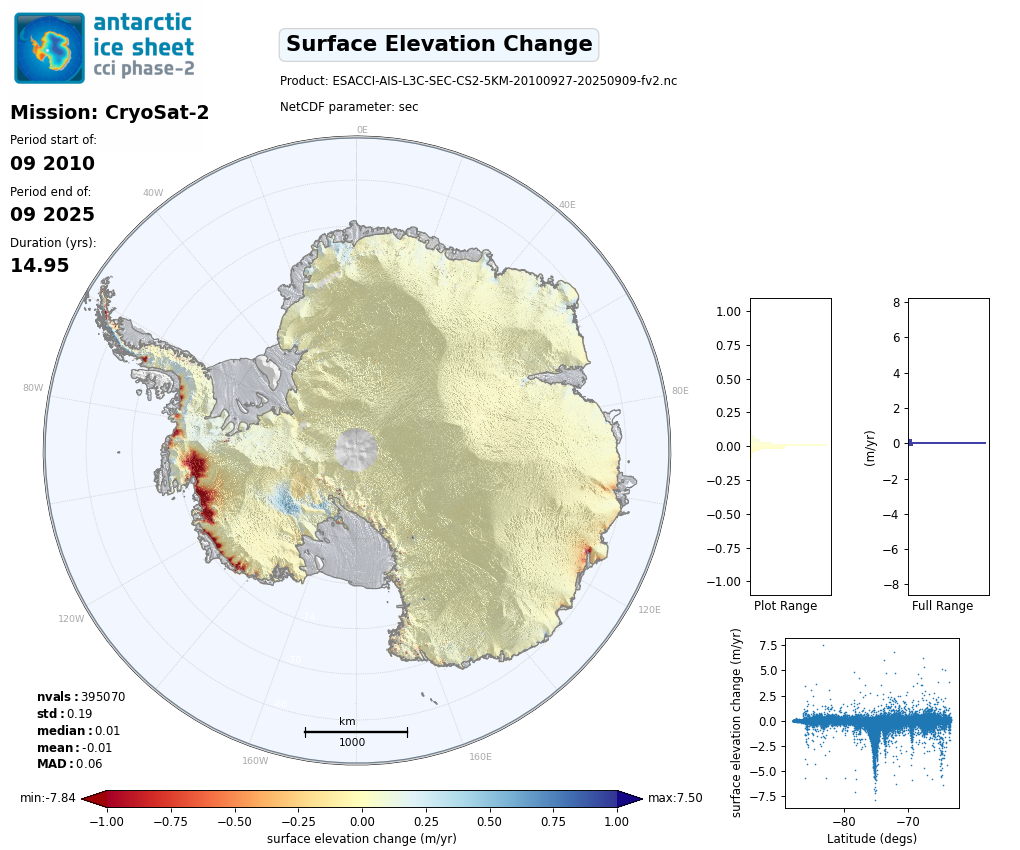 antarctic
ice sheet
cci phase-2
Surface Elevation Change
Product: ESACCI-AIS-L3C-SEC-CS2-5KM-20100927-20250909-fv2.nc
NetCDF parameter: sec
Mission: CryoSat-2
Period start of:
09 2010
Period end of:
09 2025
Duration (yrs):
14.95
0E
40W
40E
80W
80E
120W
120E
160W
160E
1.00
0.75
0.50
0.25
0.00
−0.25
−0.50
−0.75
−1.00
Plot Range
(m/yr)
8
6
4
2
0
−2
−4
−6
−8
Full Range
surface elevation change (m/yr)
7.5
5.0
2.5
0.0
−2.5
−5.0
−7.5
−80
−70
Latitude (degs)
nvals: 395070
std: 0.19
median: 0.01
mean: -0.01
MAD: 0.06
km
1000
min:-7.84
max:7.50
−1.00
−0.75
−0.50
−0.25
0.00
0.25
0.50
0.75
1.00
surface elevation change (m/yr)